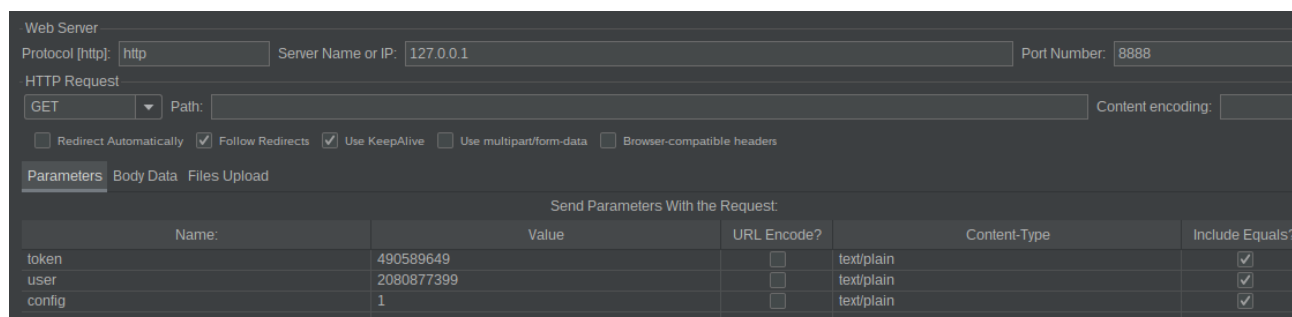 Web Server
Protocol [http]: http Server Name or IP: 127.0.0.1 Port Number: 8888
HTTP Request
GET Path: Content encoding:
Redirect Automatically Follow Redirects Use KeepAlive Use multipart/form-data Browser-compatible headers
Parameters Body Data Files Upload
Send Parameters With the Request:
Name: Value URL Encode? Content-Type Include Equals?
token 490589649 text/plain
user 2080877399 text/plain
config 1 text/plain